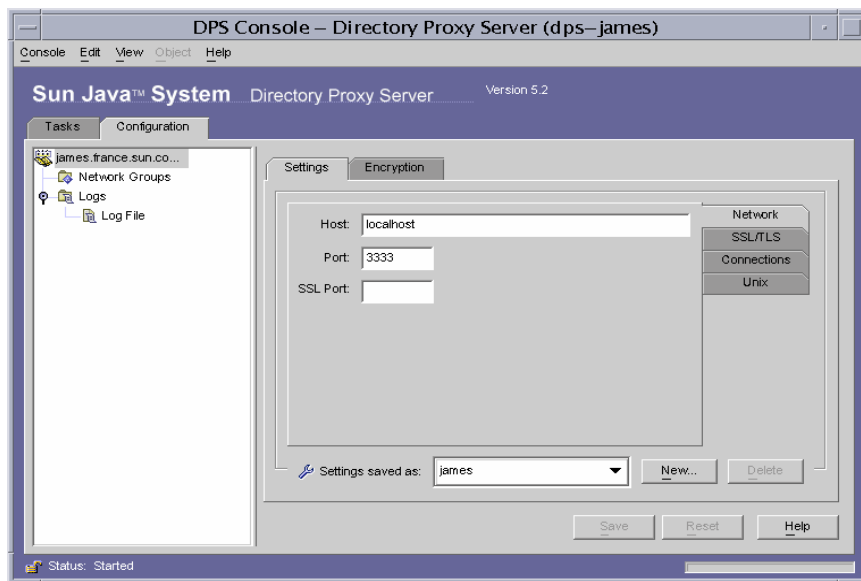 DPS Console – Directory Proxy Server (dps–james)
Console Edit View Object Help
Sun Java™ System Directory Proxy Server Version 5.2
Tasks Configuration
james.france.sun.co...
Network Groups
Logs
Log File
Settings Encryption
Host: localhost
Port: 3333
SSL Port:
Network
SSL/TLS
Connections
Unix
Settings saved as: james New... Delete
Save Reset Help
Status: Started